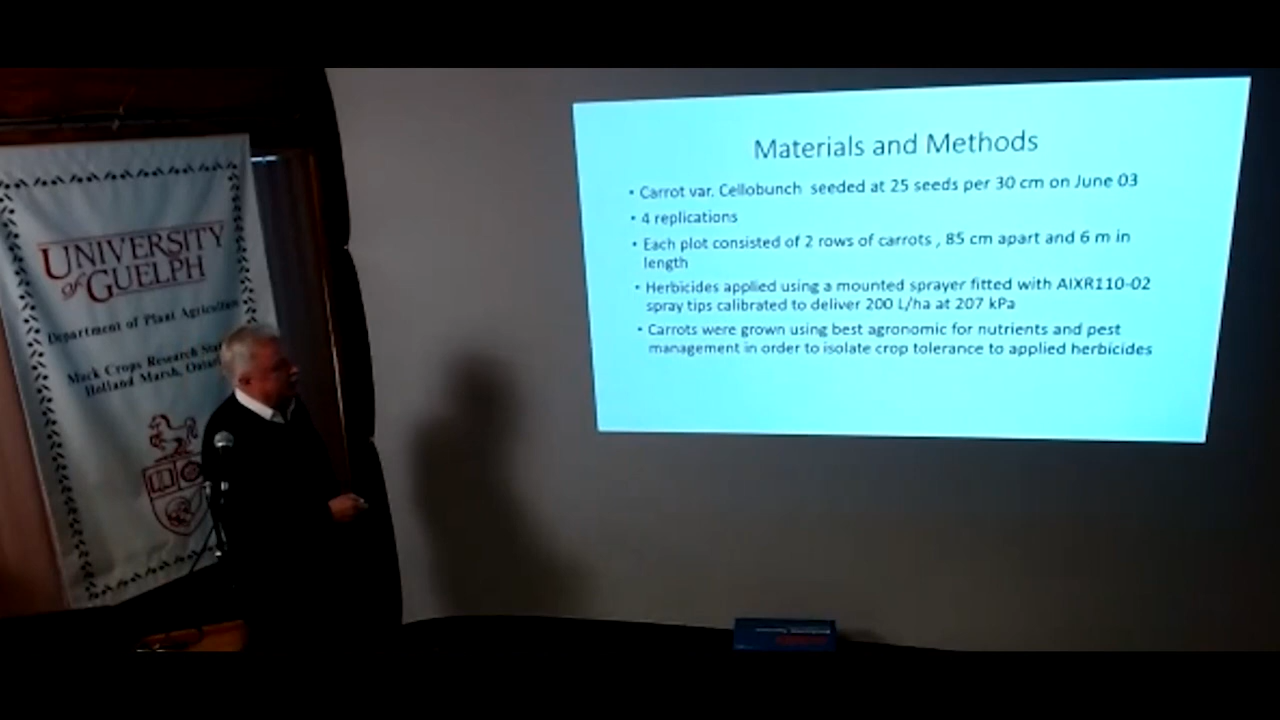 UNIVERSITY
of GUELPH
Department of Plant Agricultur
Muck Crops Research Stat
Holland Marsh, Ontari
Materials and Methods
• Carrot var. Cellobunch seeded at 25 seeds per 30 cm on June 03
• 4 replications
• Each plot consisted of 2 rows of carrots , 85 cm apart and 6 m in
length
• Herbicides applied using a mounted sprayer fitted with AIXR110-02
spray tips calibrated to deliver 200 L/ha at 207 kPa
• Carrots were grown using best agronomic for nutrients and pest
management in order to isolate crop tolerance to applied herbicides